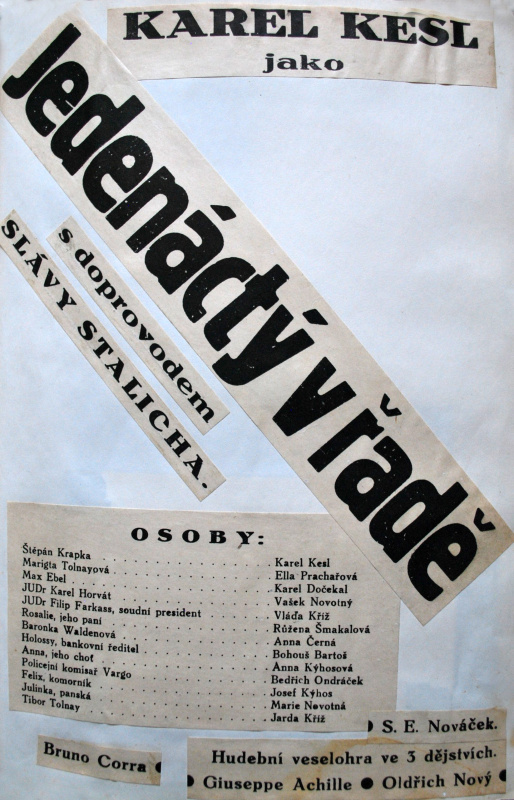 KAREL KESL
jako
Jedenáctý v řadě
s doprovodem
SLÁVY STALICHA.
OSOBY:
Štěpán Krapka . . . . . . . . . . Karel Kesl
Marigta Tolnayová . . . . . . . . . . Ella Prachařová
Max Ebel . . . . . . . . . . Karel Dočekal
JUDr Karel Horvát . . . . . . . . . . Vašek Novotný
JUDr Filip Farkass, soudní president . . . . . . . . . . Vláďa Kříž
Rosalie, jeho paní . . . . . . . . . . Růžena Šmakalová
Baronka Waldenová . . . . . . . . . . Anna Černá
Holossy, bankovní ředitel . . . . . . . . . . Bohouš Bartoš
Anna, jeho choť . . . . . . . . . . Anna Kýhosová
Policejní komisař Vargo . . . . . . . . . . Bedřich Ondráček
Felix, komorník . . . . . . . . . . Josef Kýhos
Julinka, panská . . . . . . . . . . Marie Novotná
Tibor Tolnay . . . . . . . . . . Jarda Kříž
S. E. Nováček.
Bruno Corra
Hudební veselohra ve 3 dějstvích.
● Giuseppe Achille ● Oldřich Nový ●